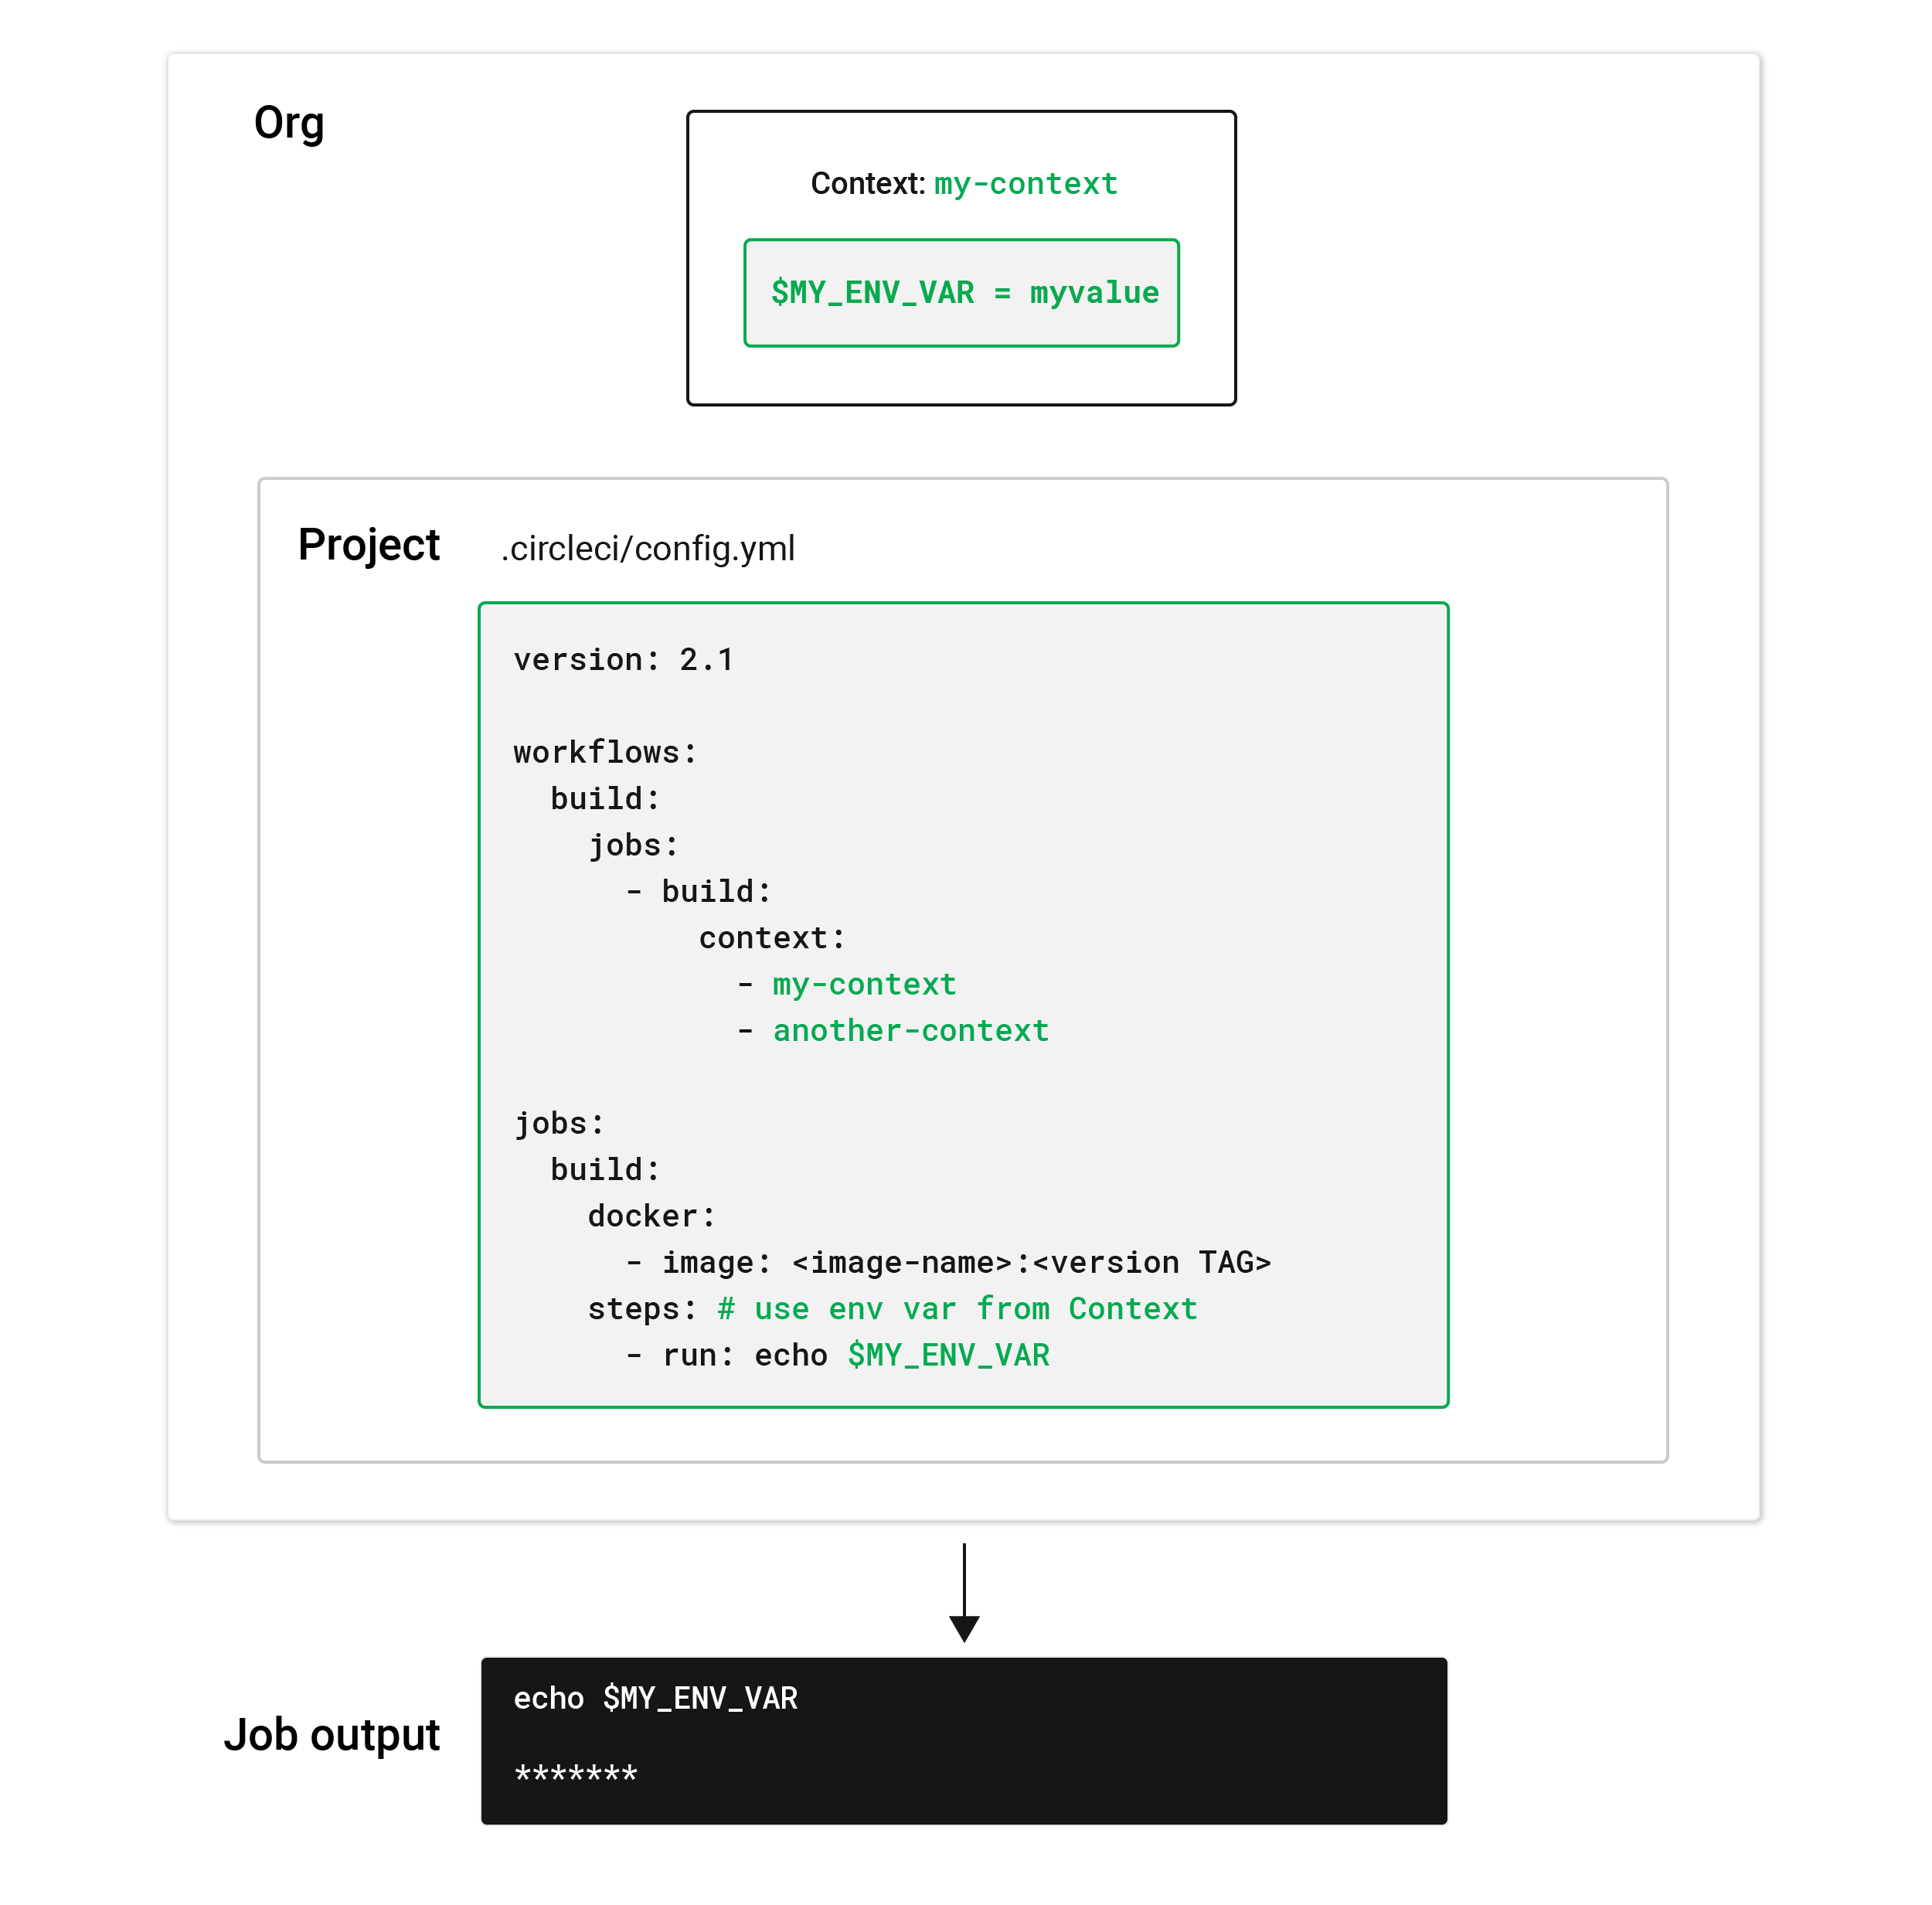 Org
Context: my-context
$MY_ENV_VAR = myvalue
Project
.circleci/config.yml
version: 2.1
workflows:
  build:
    jobs:
      - build:
          context:
            - my-context
            - another-context
jobs:
  build:
    docker:
      - image: <image-name>:<version TAG>
    steps: # use env var from Context
      - run: echo $MY_ENV_VAR
Job output
echo $MY_ENV_VAR
*******